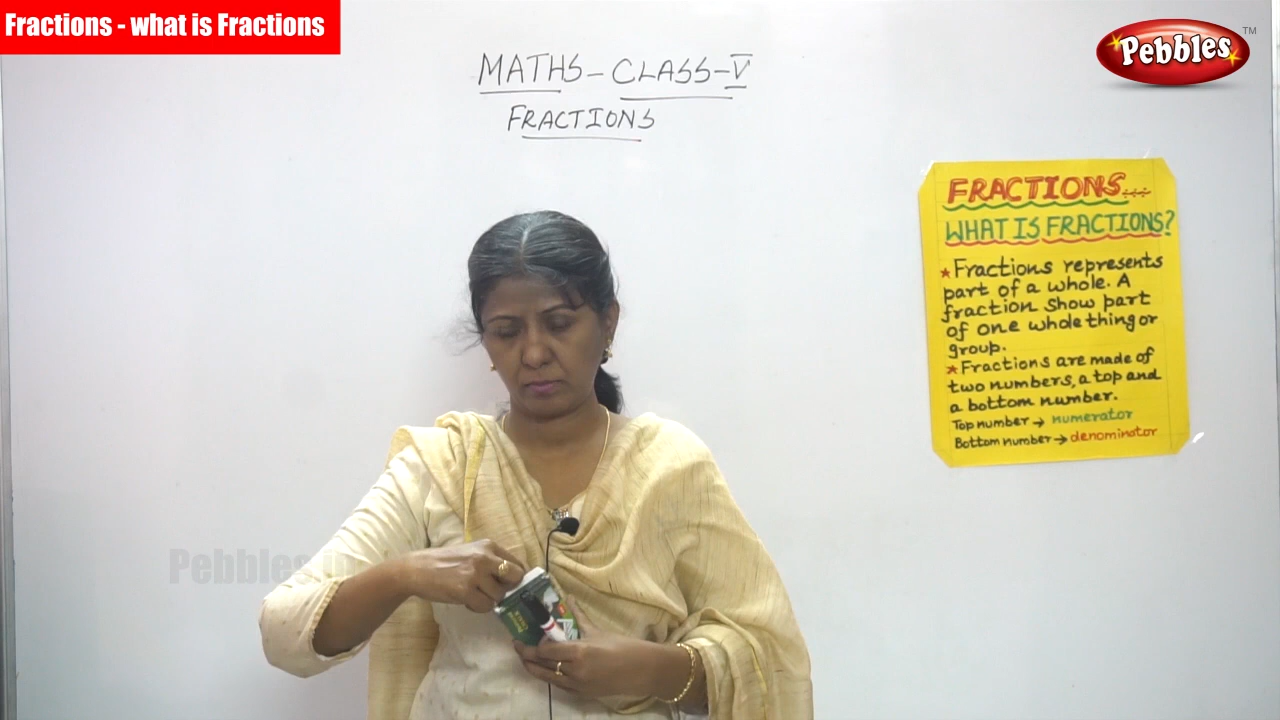 Fractions - what is Fractions
Pebbles
TM
MATHS - CLASS - V
FRACTIONS
FRACTIONS....
WHAT IS FRACTIONS?
★ Fractions represents
part of a whole. A
fraction show part
of one whole thing or
group.
★ Fractions are made of
two numbers, a top and
a bottom number.
Top number → numerator
Bottom number → denominator
Pebbles